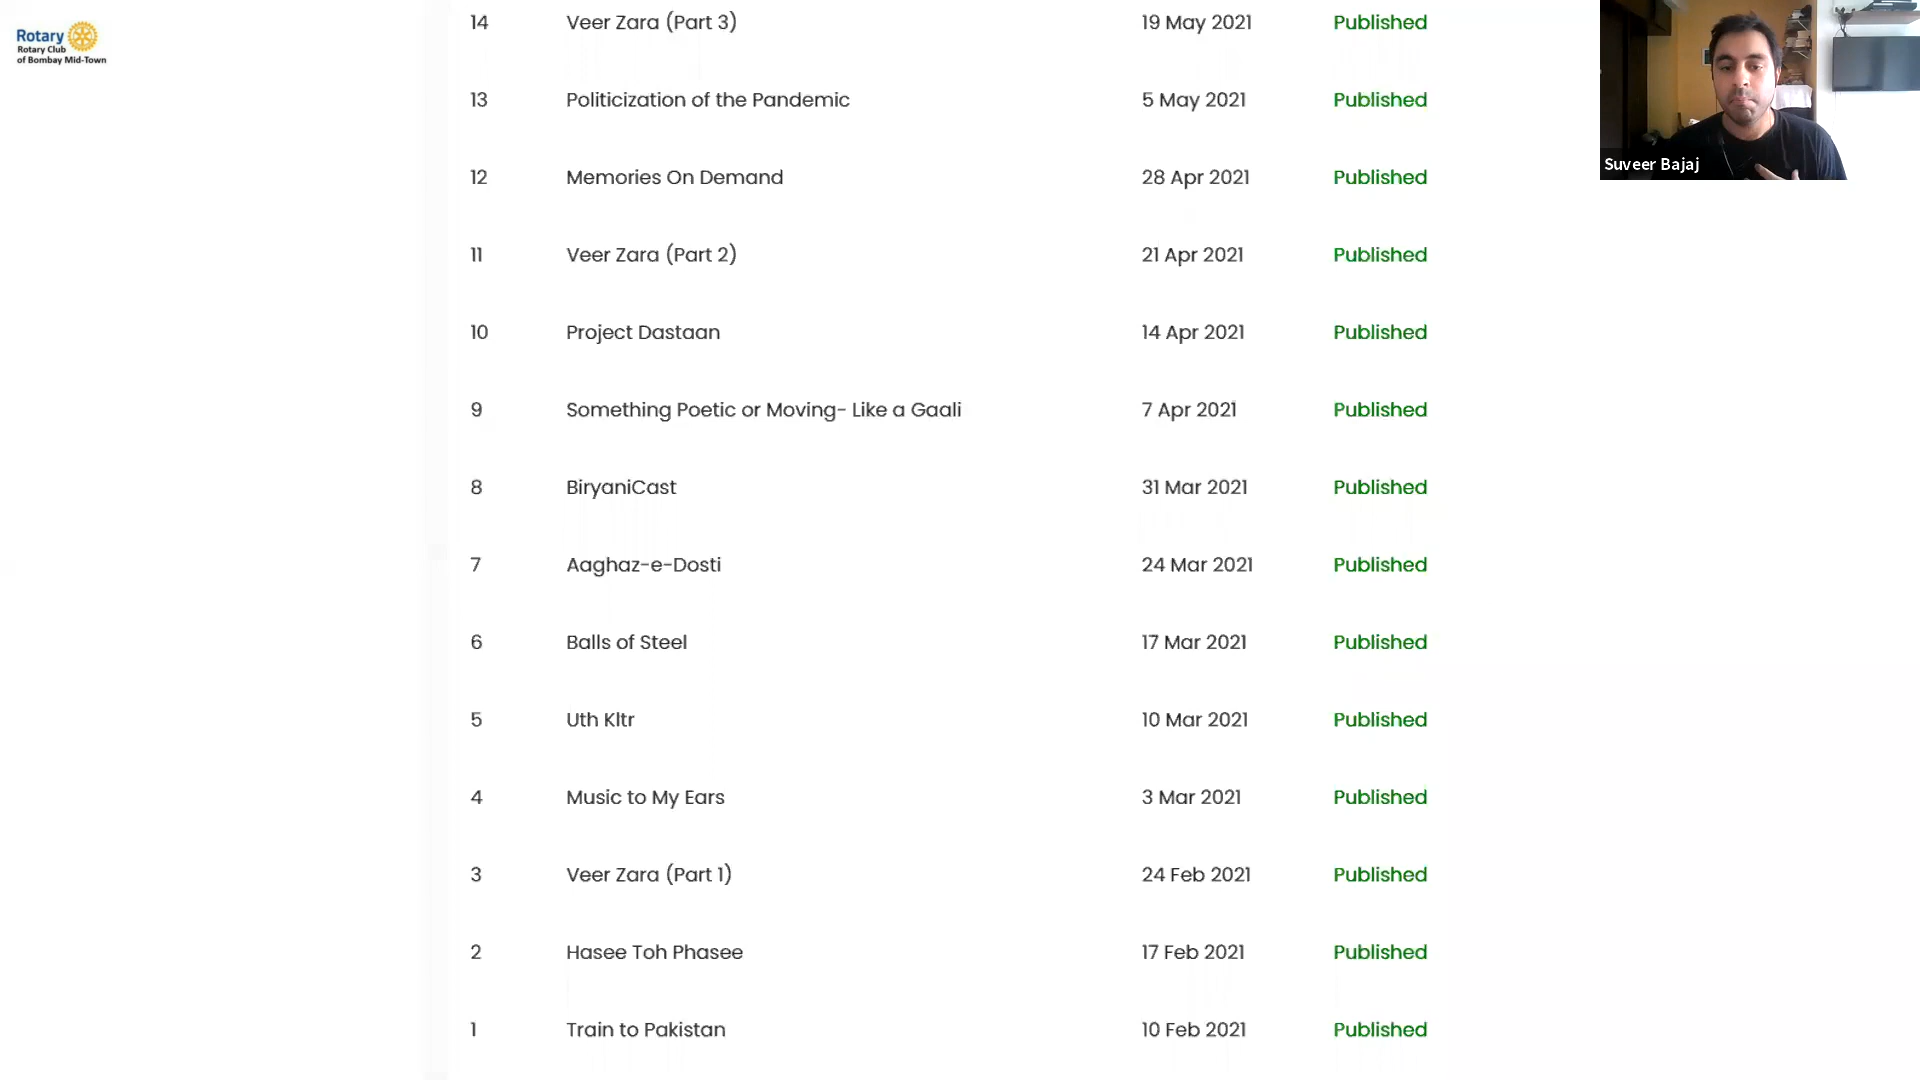 Rotary
Rotary Club
of Bombay Mid-Town
14 Veer Zara (Part 3) 19 May 2021 Published
13 Politicization of the Pandemic 5 May 2021 Published
12 Memories On Demand 28 Apr 2021 Published
11 Veer Zara (Part 2) 21 Apr 2021 Published
10 Project Dastaan 14 Apr 2021 Published
9 Something Poetic or Moving- Like a Gaali 7 Apr 2021 Published
8 BiryaniCast 31 Mar 2021 Published
7 Aaghaz-e-Dosti 24 Mar 2021 Published
6 Balls of Steel 17 Mar 2021 Published
5 Uth Kltr 10 Mar 2021 Published
4 Music to My Ears 3 Mar 2021 Published
3 Veer Zara (Part 1) 24 Feb 2021 Published
2 Hasee Toh Phasee 17 Feb 2021 Published
1 Train to Pakistan 10 Feb 2021 Published
Suveer Bajaj